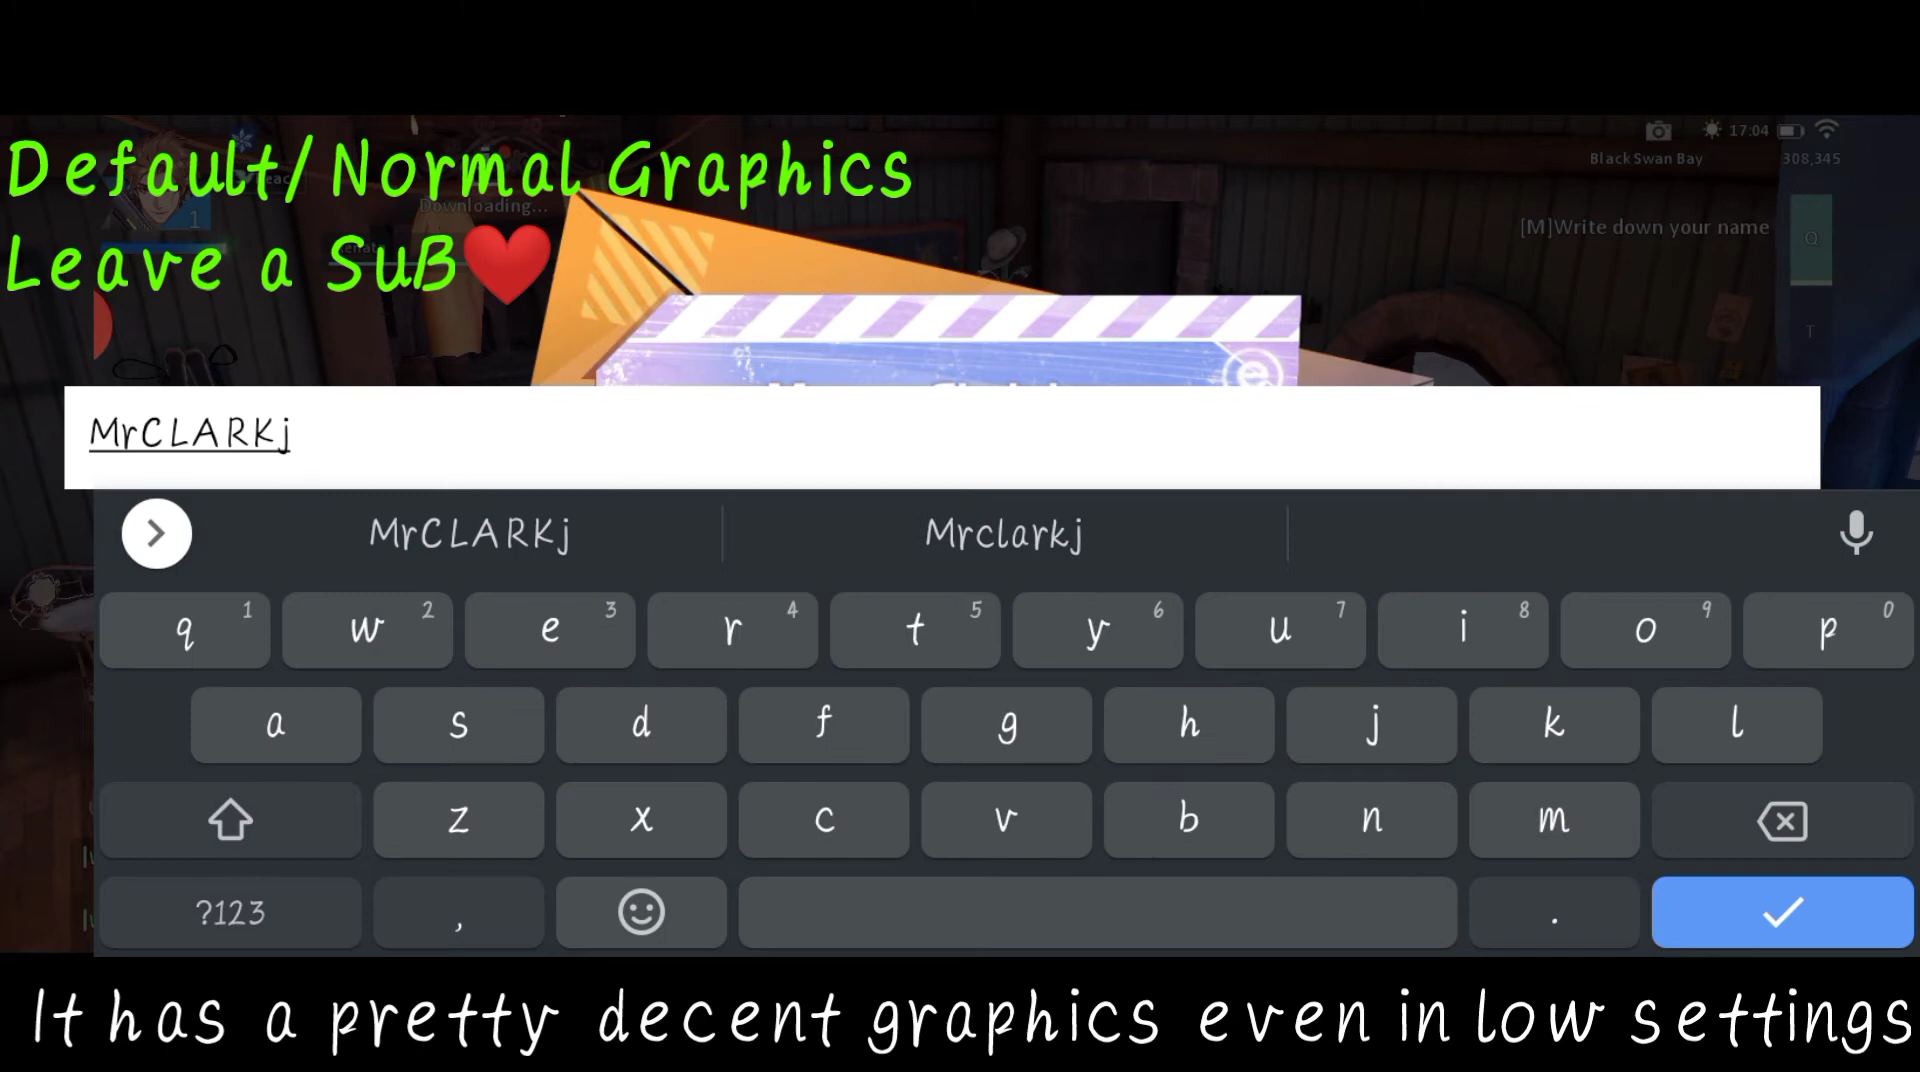 Default/Normal Graphics
17:04
Black Swan Bay
308,345
1
Downloading...
[M]Write down your name
Q
Leave a SuB❤️
T
MrCLARKj
MrCLARKj Mrclarkj
q 1 w 2 e 3 r 4 t 5 y 6 u 7 i 8 o 9 p 0
a s d f g h j k l
z x c v b n m
?123 , .
It has a pretty decent graphics even in low settings